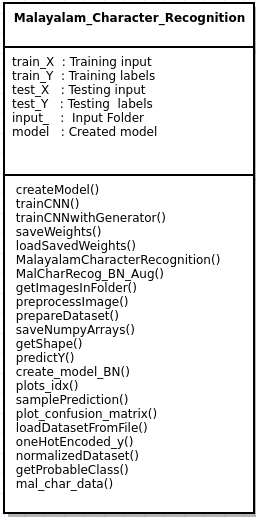 Malayalam_Character_Recognition
train_X : Training input
train_Y : Training labels
test_X : Testing input
test_Y : Testing labels
input_ : Input Folder
model : Created model
createModel()
trainCNN()
trainCNNwithGenerator()
saveWeights()
loadSavedWeights()
MalayalamCharacterRecognition()
MalCharRecog_BN_Aug()
getImagesInFolder()
preprocessImage()
prepareDataset()
saveNumpyArrays()
getShape()
predictY()
create_model_BN()
plots_idx()
samplePrediction()
plot_confusion_matrix()
loadDatasetFromFile()
oneHotEncoded_y()
normalizedDataset()
getProbableClass()
mal_char_data()